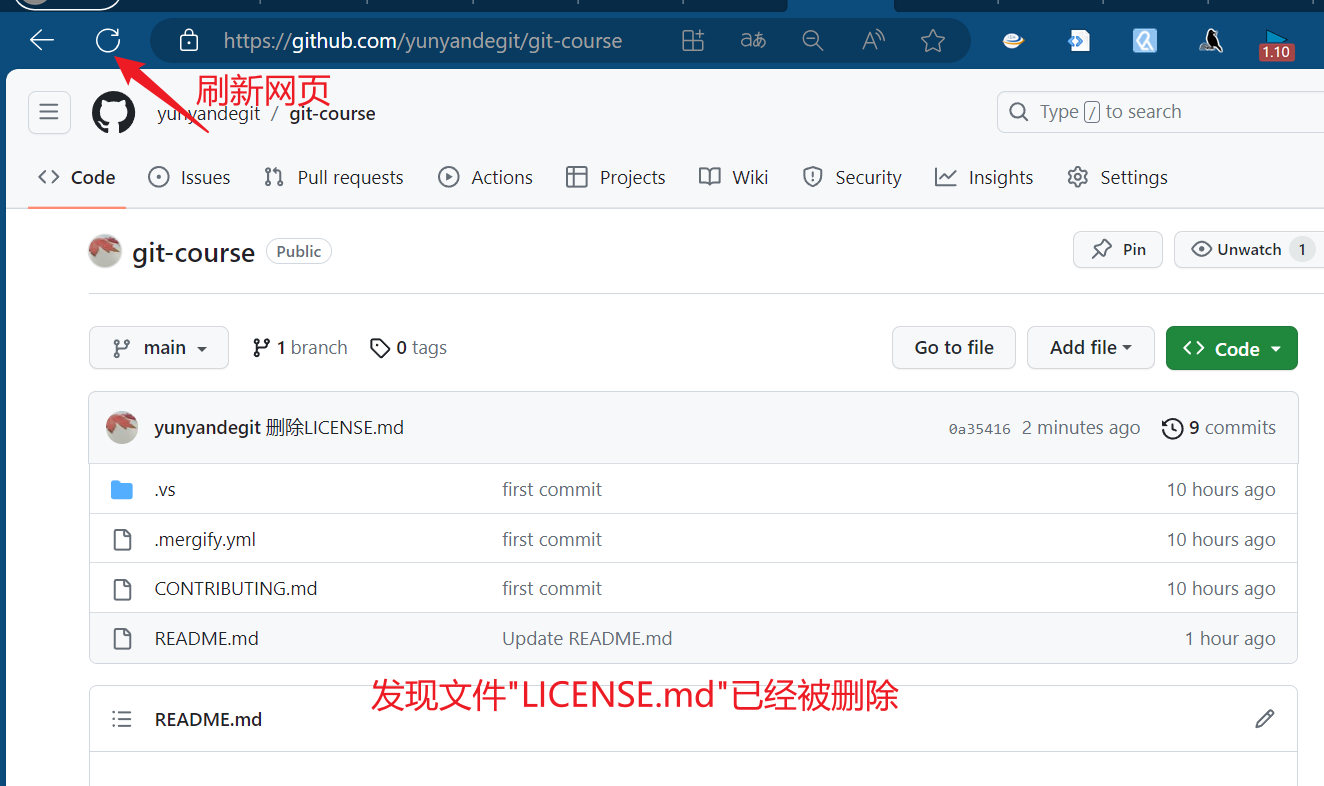 https://github.com/yunyandegit/git-course
aあ
A
1.10
刷新网页
yunyandegit / git-course
Type / to search
Code Issues Pull requests Actions Projects Wiki Security Insights Settings
git-course Public
Pin Unwatch 1
main 1 branch 0 tags Go to file Add file Code
yunyandegit 删除LICENSE.md 0a35416 2 minutes ago 9 commits
.vs first commit 10 hours ago
.mergify.yml first commit 10 hours ago
CONTRIBUTING.md first commit 10 hours ago
README.md Update README.md 1 hour ago
发现文件"LICENSE.md"已经被删除
README.md